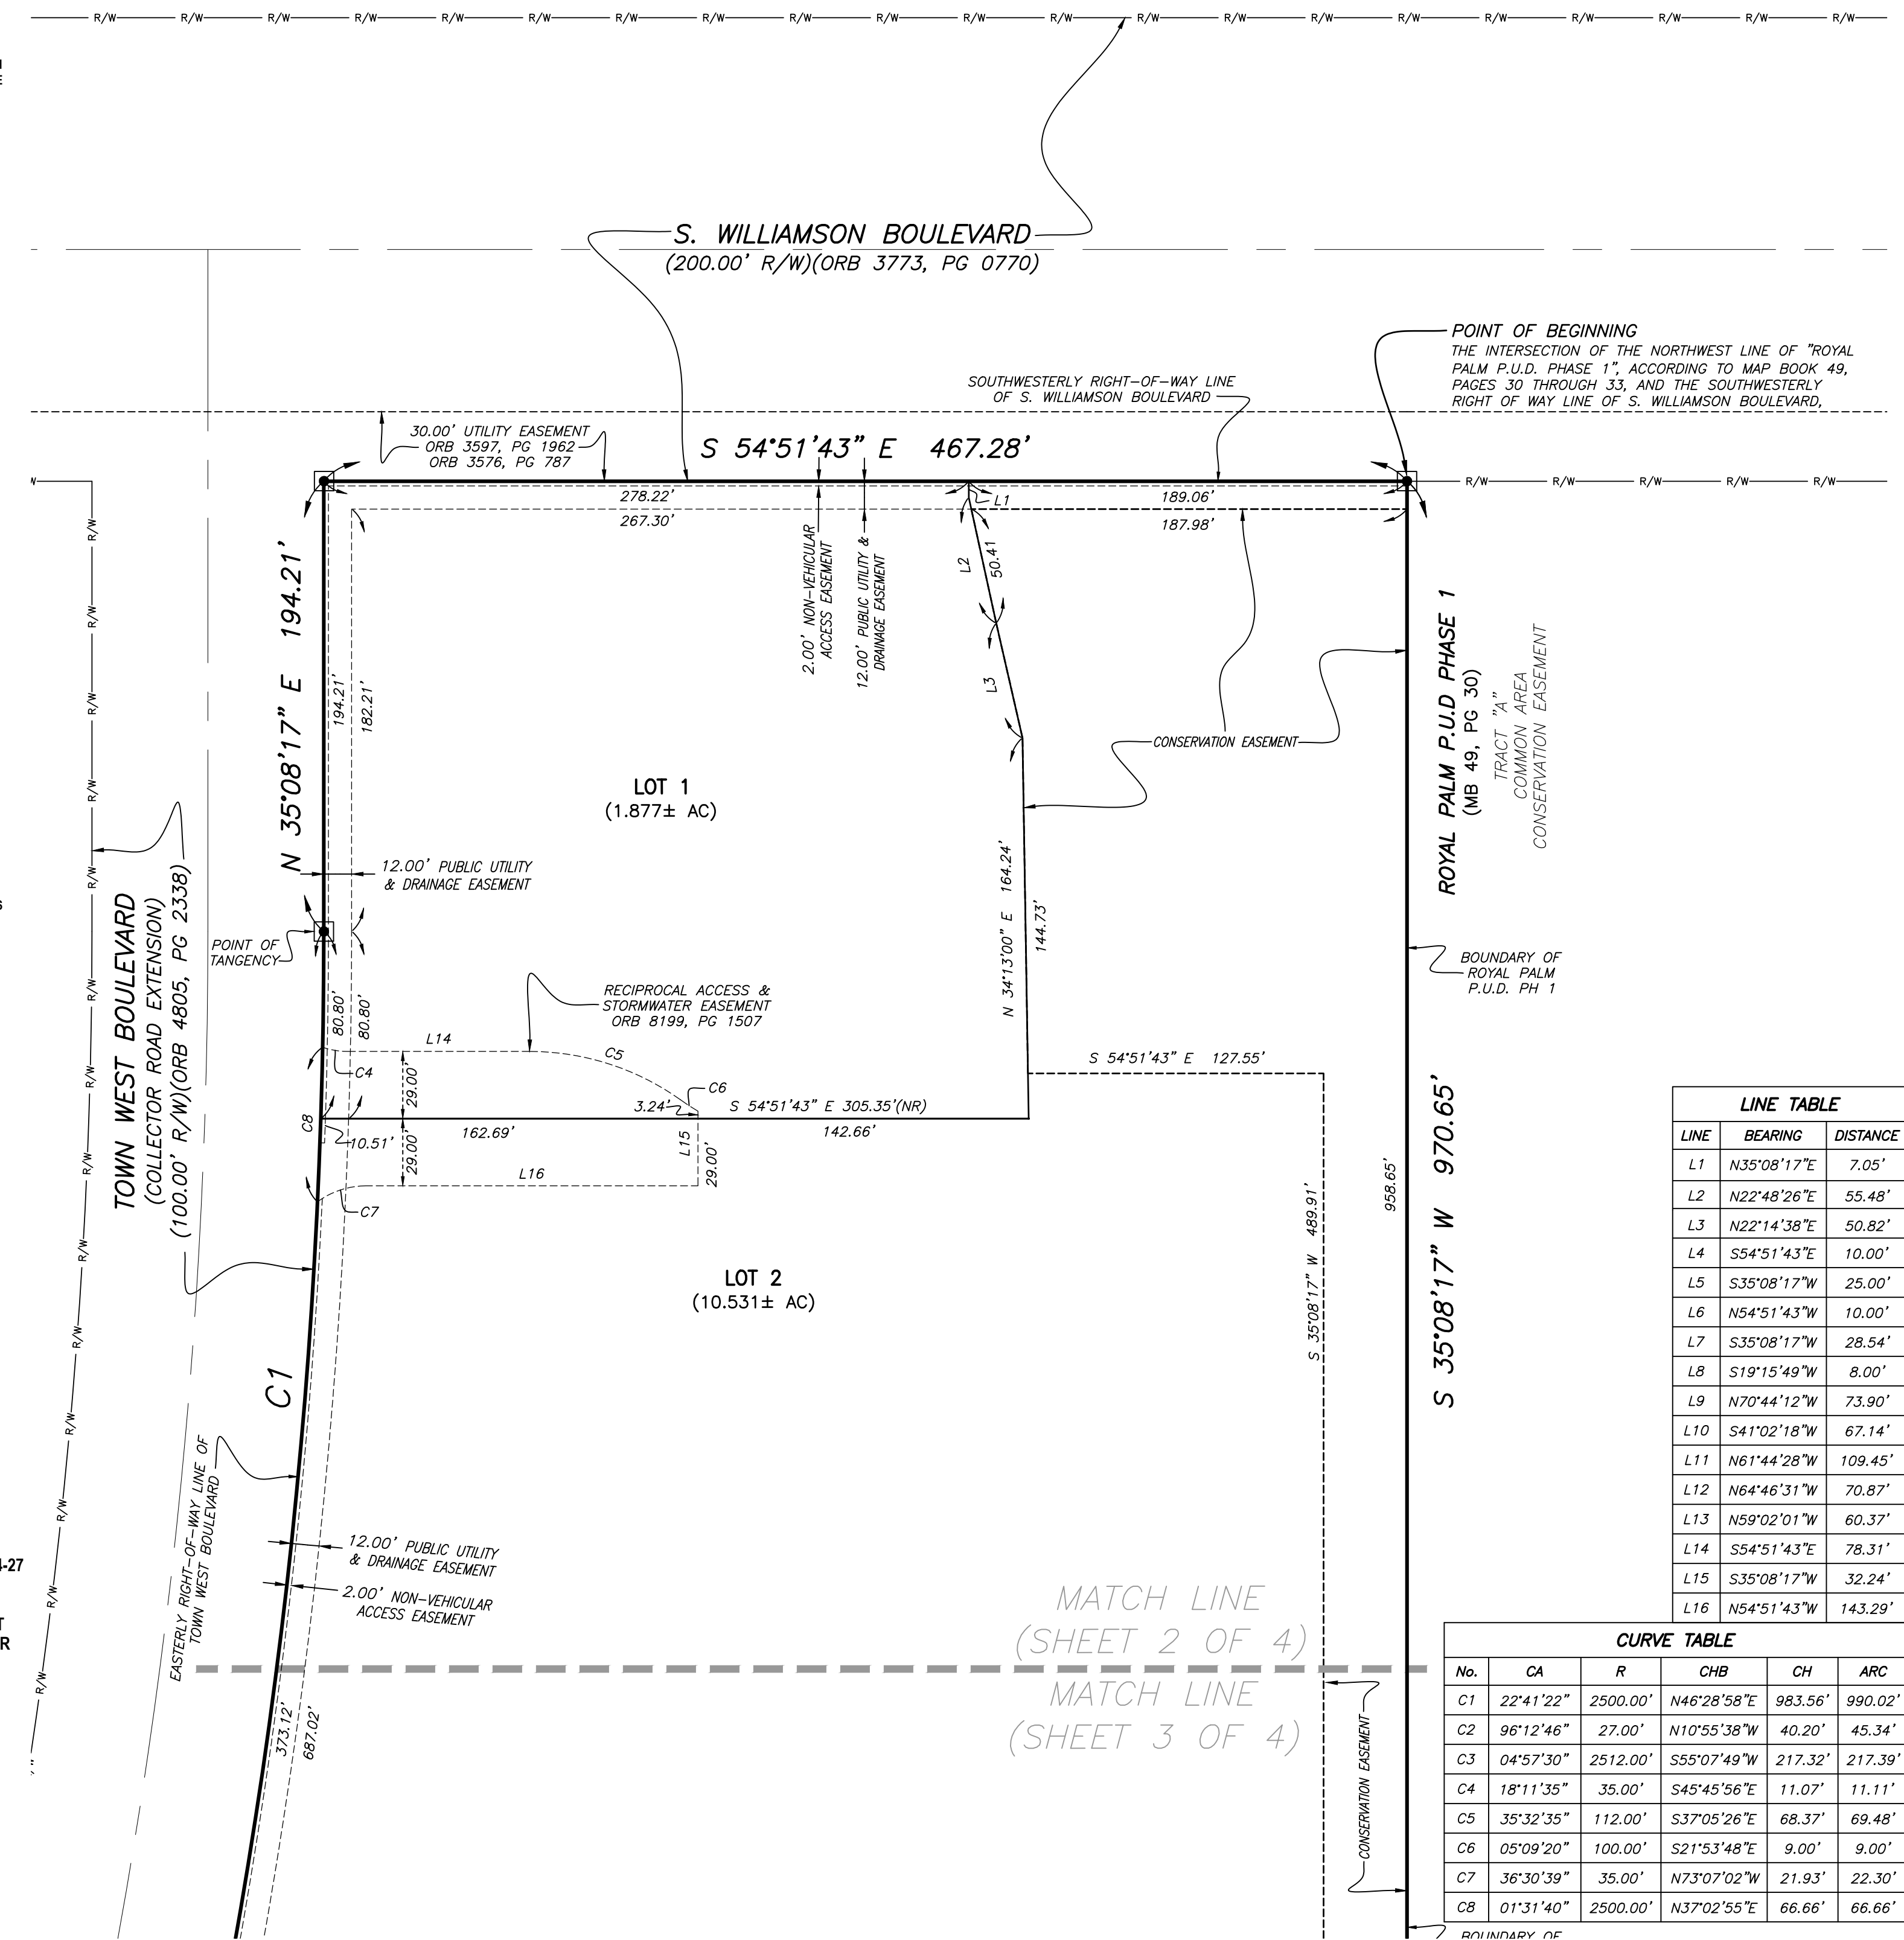 S. WILLIAMSON BOULEVARD
(200.00' R/W)(ORB 3773, PG 0770)
POINT OF BEGINNING
THE INTERSECTION OF THE NORTHWEST LINE OF "ROYAL
PALM P.U.D. PHASE 1", ACCORDING TO MAP BOOK 49,
PAGES 30 THROUGH 33, AND THE SOUTHWESTERLY
RIGHT OF WAY LINE OF S. WILLIAMSON BOULEVARD,
SOUTHWESTERLY RIGHT-OF-WAY LINE
OF S. WILLIAMSON BOULEVARD
30.00' UTILITY EASEMENT
ORB 3597, PG 1962
ORB 3576, PG 787
S 54°51'43" E 467.28'
278.22'
L1
189.06'
267.30'
187.98'
2.00' NON-VEHICULAR
ACCESS EASEMENT
12.00' PUBLIC UTILITY &
DRAINAGE EASEMENT
L2
50.41
L3
N 35°08'17" E 194.21'
194.21'
182.21'
CONSERVATION EASEMENT
ROYAL PALM P.U.D PHASE 1
(MB 49, PG 30)
TRACT "A"
COMMON AREA
CONSERVATION EASEMENT
LOT 1
(1.877± AC)
12.00' PUBLIC UTILITY
& DRAINAGE EASEMENT
N 34°13'00" E 164.24'
144.73'
TOWN WEST BOULEVARD
(COLLECTOR ROAD EXTENSION)
(100.00' R/W)(ORB 4805, PG 2338)
POINT OF
TANGENCY
BOUNDARY OF
ROYAL PALM
P.U.D. PH 1
RECIPROCAL ACCESS &
STORMWATER EASEMENT
ORB 8199, PG 1507
80.80'
80.80'
L14
C5
C4
29.00'
C6
S 54°51'43" E 127.55'
3.24'
S 54°51'43" E 305.35'(NR)
C8
10.51'
162.69'
142.66'
29.00'
L15
29.00'
L16
C7
S 35°08'17" W 489.91'
958.65'
S 35°08'17" W 970.65'
LOT 2
(10.531± AC)
C1
EASTERLY RIGHT-OF-WAY LINE OF
TOWN WEST BOULEVARD
12.00' PUBLIC UTILITY
& DRAINAGE EASEMENT
2.00' NON-VEHICULAR
ACCESS EASEMENT
MATCH LINE
(SHEET 2 OF 4)
MATCH LINE
(SHEET 3 OF 4)
373.12'
687.02'
CONSERVATION EASEMENT
LINE TABLE
LINE BEARING DISTANCE
L1 N35°08'17"E 7.05'
L2 N22°48'26"E 55.48'
L3 N22°14'38"E 50.82'
L4 S54°51'43"E 10.00'
L5 S35°08'17"W 25.00'
L6 N54°51'43"W 10.00'
L7 S35°08'17"W 28.54'
L8 S19°15'49"W 8.00'
L9 N70°44'12"W 73.90'
L10 S41°02'18"W 67.14'
L11 N61°44'28"W 109.45'
L12 N64°46'31"W 70.87'
L13 N59°02'01"W 60.37'
L14 S54°51'43"E 78.31'
L15 S35°08'17"W 32.24'
L16 N54°51'43"W 143.29'
CURVE TABLE
No. CA R CHB CH ARC
C1 22°41'22" 2500.00' N46°28'58"E 983.56' 990.02'
C2 96°12'46" 27.00' N10°55'38"W 40.20' 45.34'
C3 04°57'30" 2512.00' S55°07'49"W 217.32' 217.39'
C4 18°11'35" 35.00' S45°45'56"E 11.07' 11.11'
C5 35°32'35" 112.00' S37°05'26"E 68.37' 69.48'
C6 05°09'20" 100.00' S21°53'48"E 9.00' 9.00'
C7 36°30'39" 35.00' N73°07'02"W 21.93' 22.30'
C8 01°31'40" 2500.00' N37°02'55"E 66.66' 66.66'
BOUNDARY OF